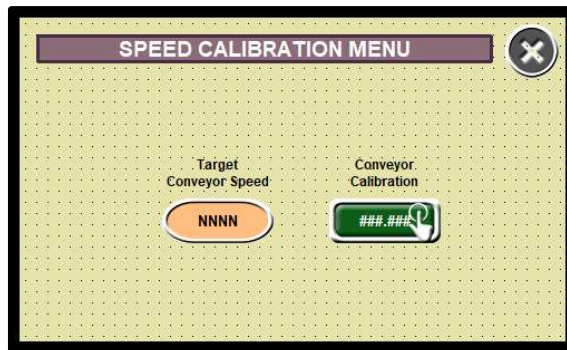 SPEED CALIBRATION MENU
Target
Conveyor Speed
Conveyor
Calibration
NNNN
###.###